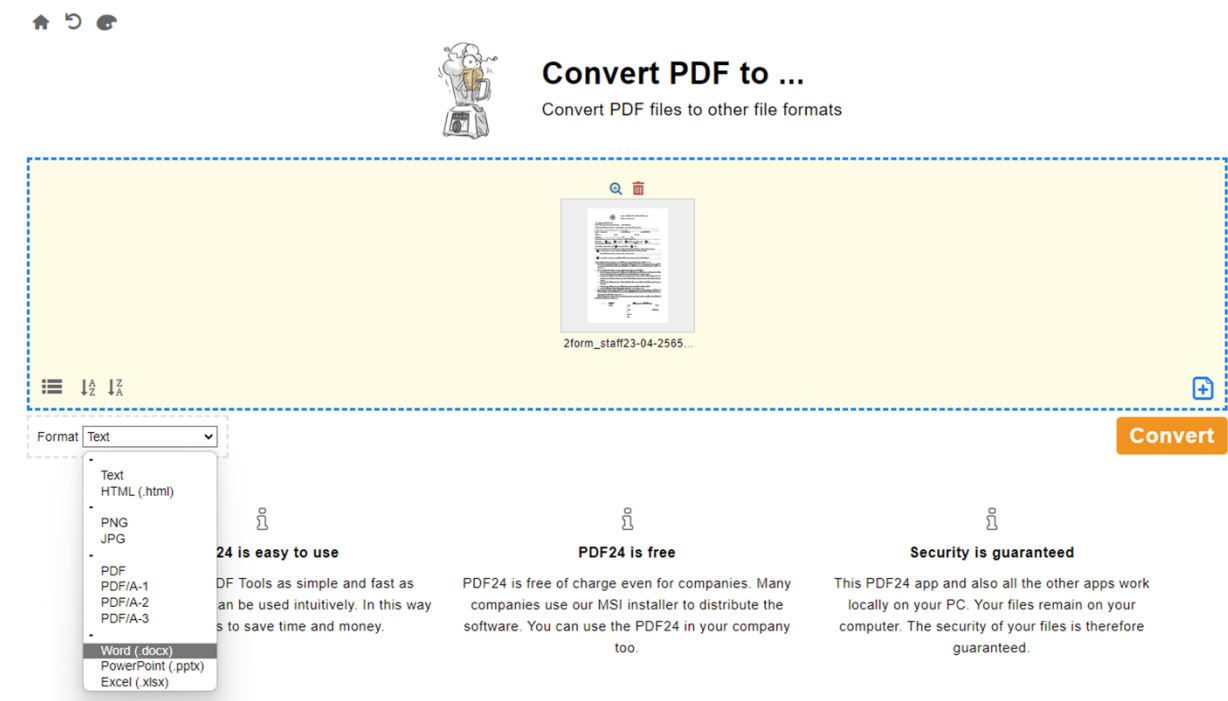 Convert PDF to ...
Convert PDF files to other file formats
2form_staff23-04-2565...
A
Z
Z
A
Format Text
Convert
-
Text
HTML (.html)
-
PNG
JPG
-
PDF
PDF/A-1
PDF/A-2
PDF/A-3
-
Word (.docx)
PowerPoint (.pptx)
Excel (.xlsx)
24 is easy to use
DF Tools as simple and fast as
an be used intuitively. In this way
s to save time and money.
PDF24 is free
PDF24 is free of charge even for companies. Many
companies use our MSI installer to distribute the
software. You can use the PDF24 in your company
too.
Security is guaranteed
This PDF24 app and also all the other apps work
locally on your PC. Your files remain on your
computer. The security of your files is therefore
guaranteed.